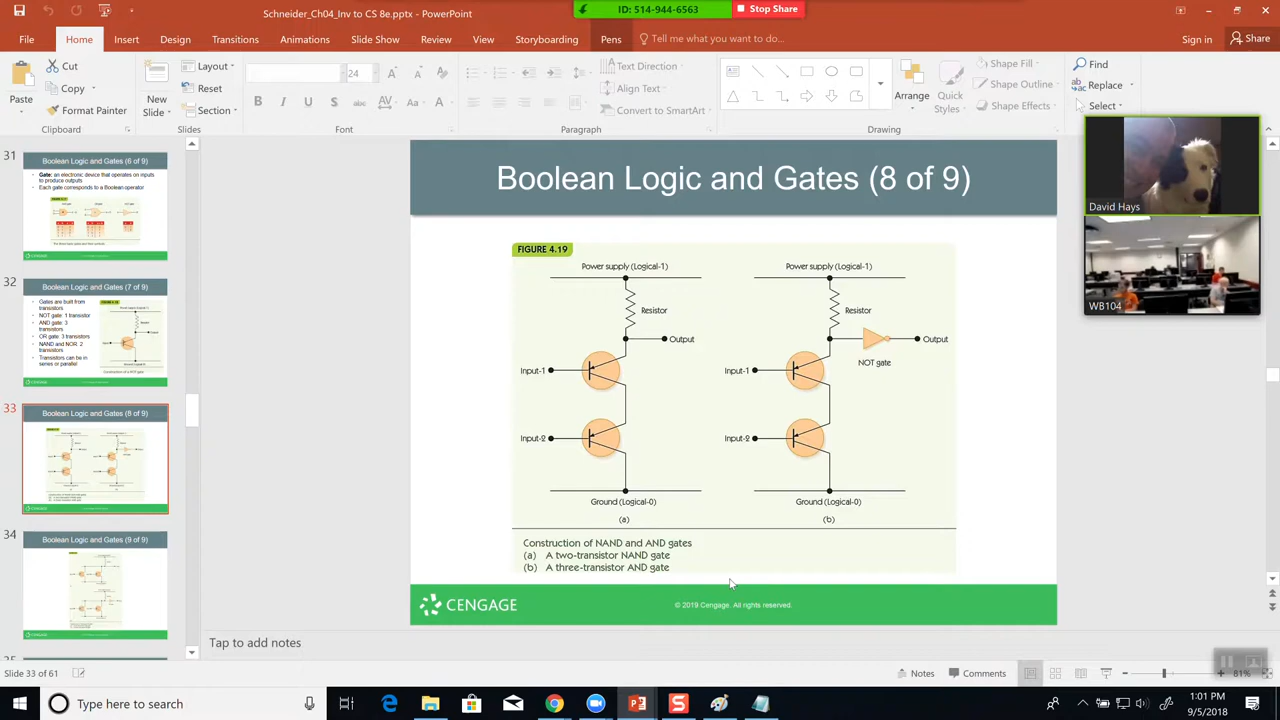 Schneider_Ch04_Inv to CS 8e.pptx - PowerPoint
ID: 514-944-6563
Stop Share
File Home Insert Design Transitions Animations Slide Show Review View Storyboarding Pens Tell me what you want to do... Sign in Share
Paste
Cut
Copy
Format Painter
Clipboard
New Slide
Layout
Reset
Section
Slides
24
B I U S abc AV Aa A
Font
Text Direction
Align Text
Convert to SmartArt
Paragraph
Arrange
Quick Styles
Shape Fill
Shape Outline
Shape Effects
Drawing
Find
Replace
Select
31
Boolean Logic and Gates (6 of 9)
Gate: an electronic device that operates on inputs
to produce outputs
Each gate corresponds to a Boolean operator
CENGAGE
32
Boolean Logic and Gates (7 of 9)
Gates are built from
transistors
NOT gate: 1 transistor
AND gate: 3
transistors
OR gate: 3 transistors
NAND and NOR: 2
transistors
Transistors can be in
series or parallel
CENGAGE
33
Boolean Logic and Gates (8 of 9)
CENGAGE
34
Boolean Logic and Gates (9 of 9)
CENGAGE
Boolean Logic and Gates (8 of 9)
FIGURE 4.19
Power supply (Logical-1)
Resistor
Output
Input-1
Input-2
Ground (Logical-0)
(a)
Power supply (Logical-1)
Resistor
Output
NOT gate
Input-1
Input-2
Ground (Logical-0)
(b)
Construction of NAND and AND gates
(a) A two-transistor NAND gate
(b) A three-transistor AND gate
CENGAGE
© 2019 Cengage. All rights reserved.
David Hays
WB104
Tap to add notes
Slide 33 of 61
Notes
Comments
81%
Type here to search
1:01 PM
9/5/2018